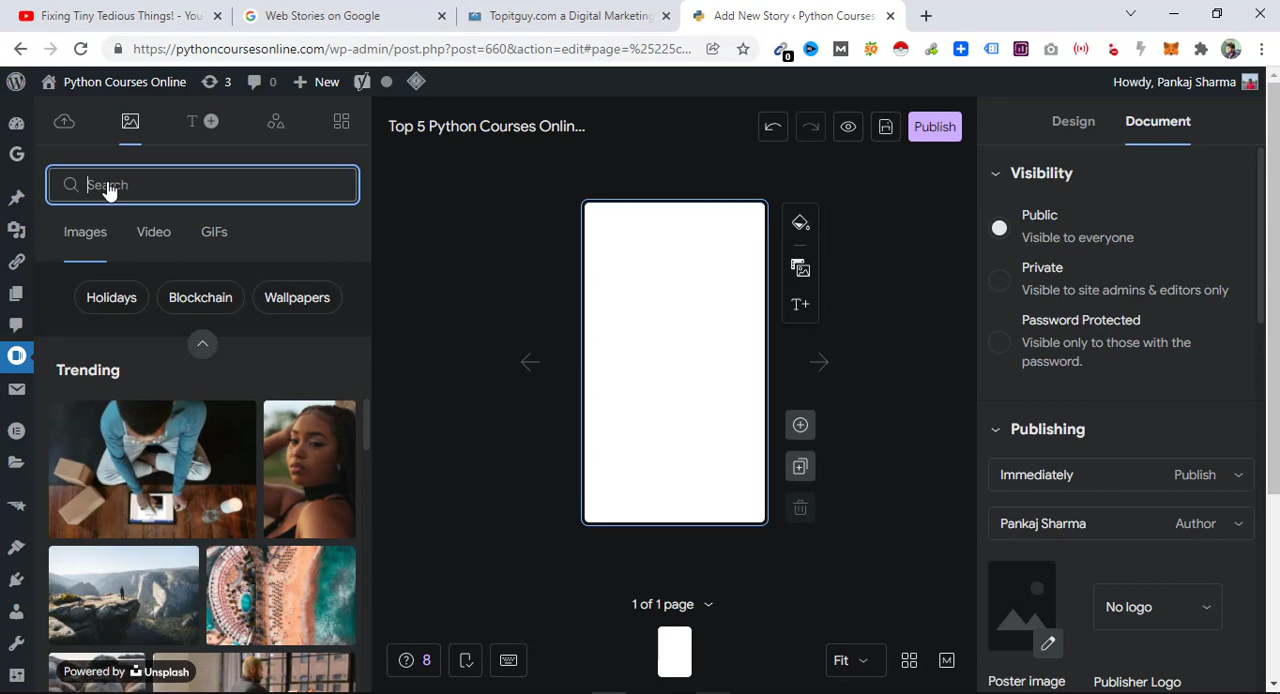 Fixing Tiny Tedious Things! - You
Web Stories on Google
Topitguy.com a Digital Marketing
Add New Story ‹ Python Courses
https://pythoncoursesonline.com/wp-admin/post.php?post=660&action=edit#page=%25225c...
0
Python Courses Online
3
0
New
Howdy, Pankaj Sharma
T
Top 5 Python Courses Onlin...
Publish
Design
Document
Search
Images
Video
GIFs
Holidays
Blockchain
Wallpapers
Trending
Powered by Unsplash
T+
1 of 1 page
8
Fit
M
Visibility
Public
Visible to everyone
Private
Visible to site admins & editors only
Password Protected
Visible only to those with the
password.
Publishing
Immediately
Publish
Pankaj Sharma
Author
No logo
Poster image
Publisher Logo